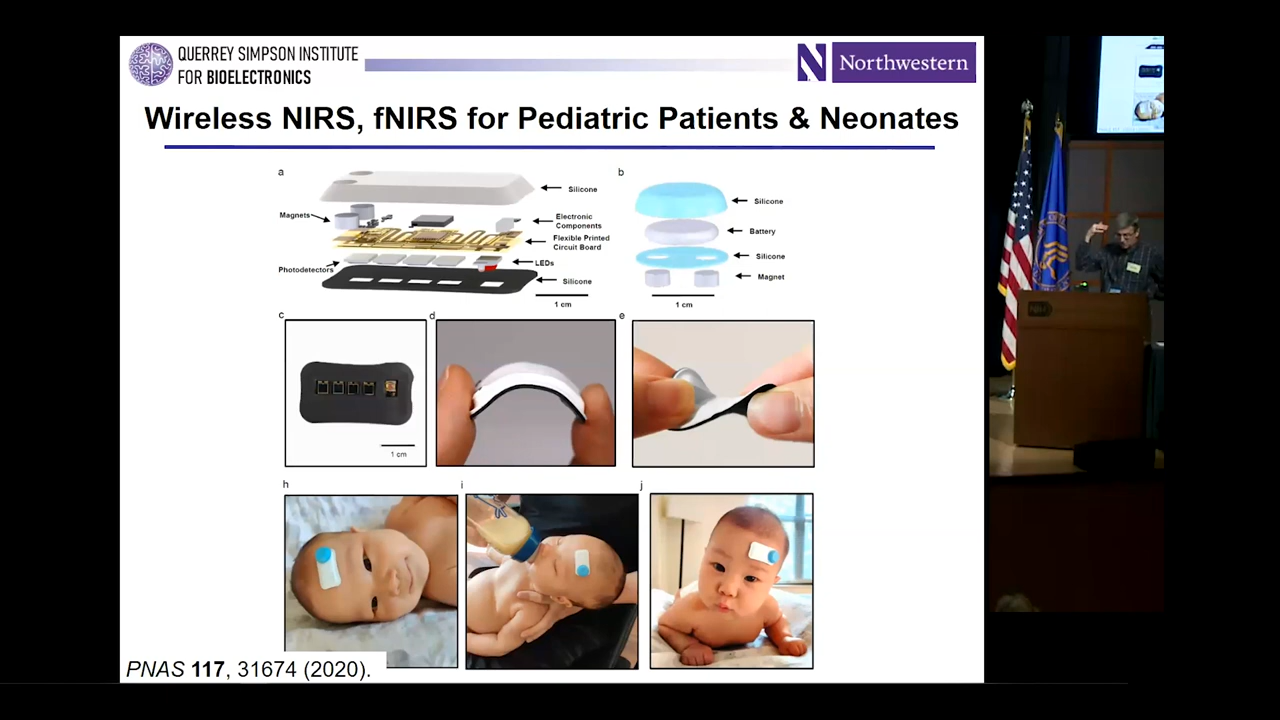 QUERREY SIMPSON INSTITUTE
FOR BIOELECTRONICS
N
Northwestern
Wireless NIRS, fNIRS for Pediatric Patients & Neonates
a
Silicone
Magnets
Electronic
Components
Flexible Printed
Circuit Board
LEDs
Photodetectors
Silicone
1 cm
b
Silicone
Battery
Silicone
Magnet
1 cm
c
1 cm
d
e
h
i
j
PNAS 117, 31674 (2020).